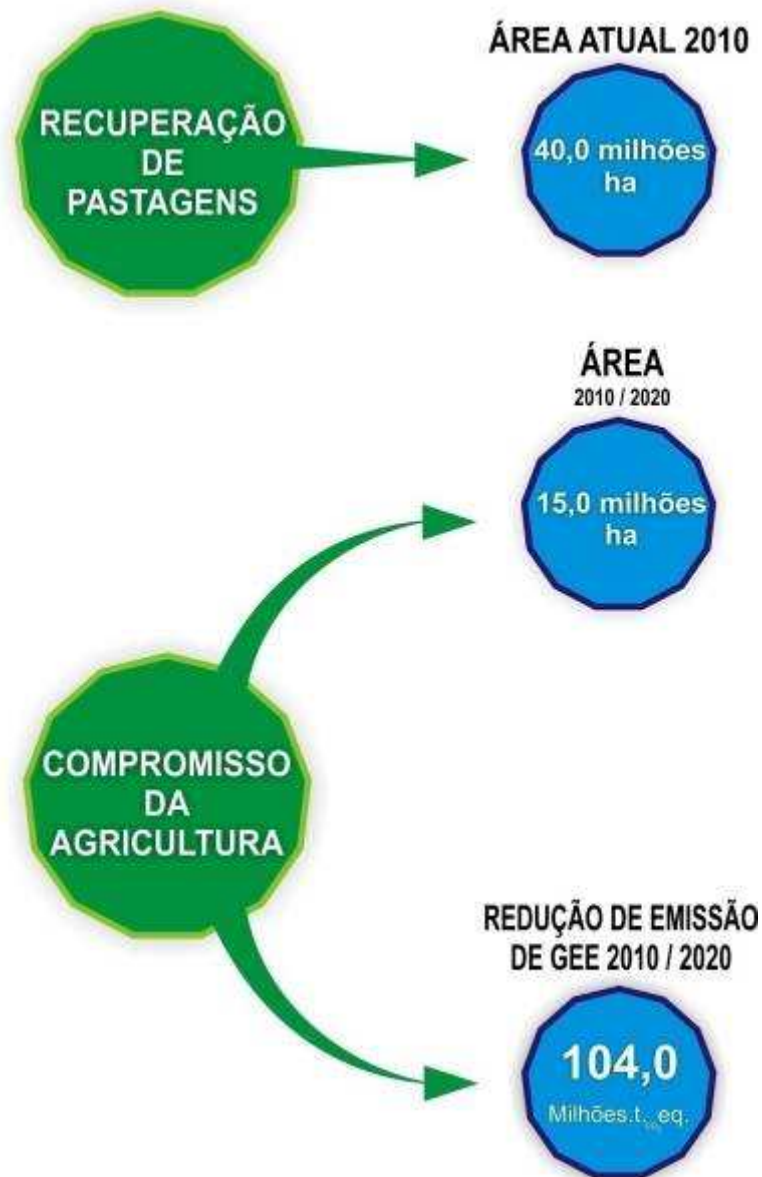 ÁREA ATUAL 2010
RECUPERAÇÃO
DE
PASTAGENS
40,0 milhões
ha
ÁREA
2010 / 2020
15,0 milhões
ha
COMPROMISSO
DA
AGRICULTURA
REDUÇÃO DE EMISSÃO
DE GEE 2010 / 2020
104,0
Milhões.t. eq.